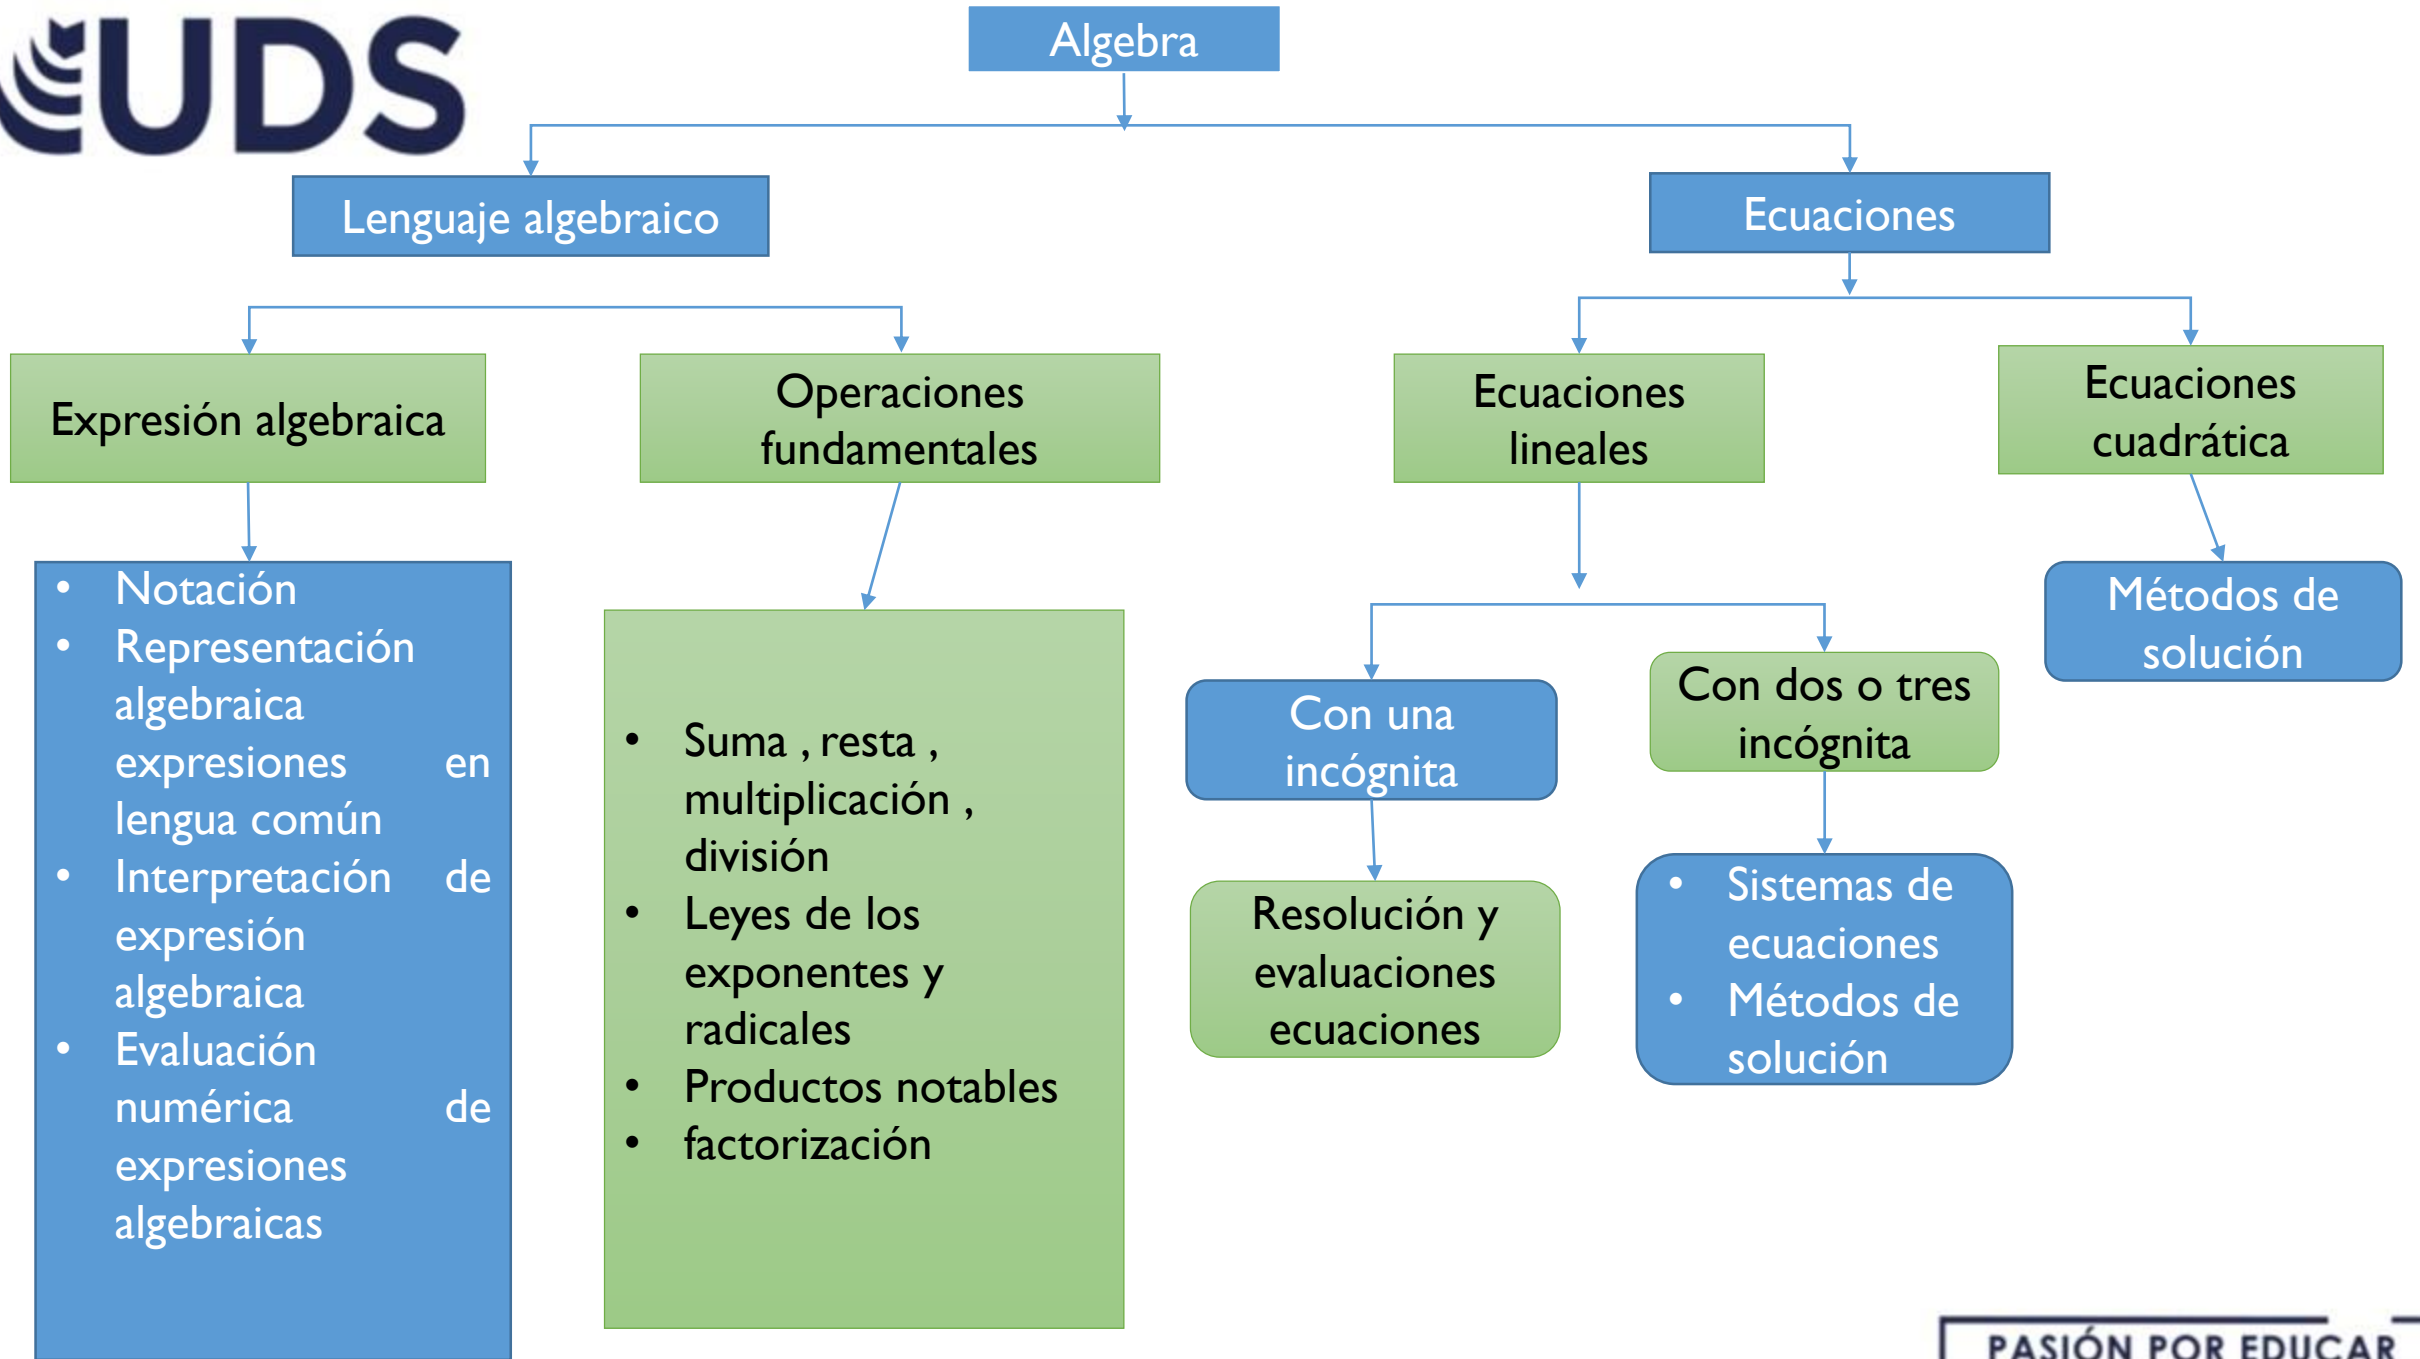 UDS
Algebra
Lenguaje algebraico
Ecuaciones
Expresión algebraica
Operaciones
fundamentales
Ecuaciones
lineales
Ecuaciones
cuadrática
• Notación
• Representación
algebraica
expresiones en
lengua común
• Interpretación de
expresión
algebraica
• Evaluación
numérica de
expresiones
algebraicas
• Suma , resta ,
multiplicación ,
división
• Leyes de los
exponentes y
radicales
• Productos notables
• factorización
Con una
incógnita
Resolución y
evaluaciones
ecuaciones
Con dos o tres
incógnita
• Sistemas de
ecuaciones
• Métodos de
solución
Métodos de
solución
PASIÓN POR EDUCAR